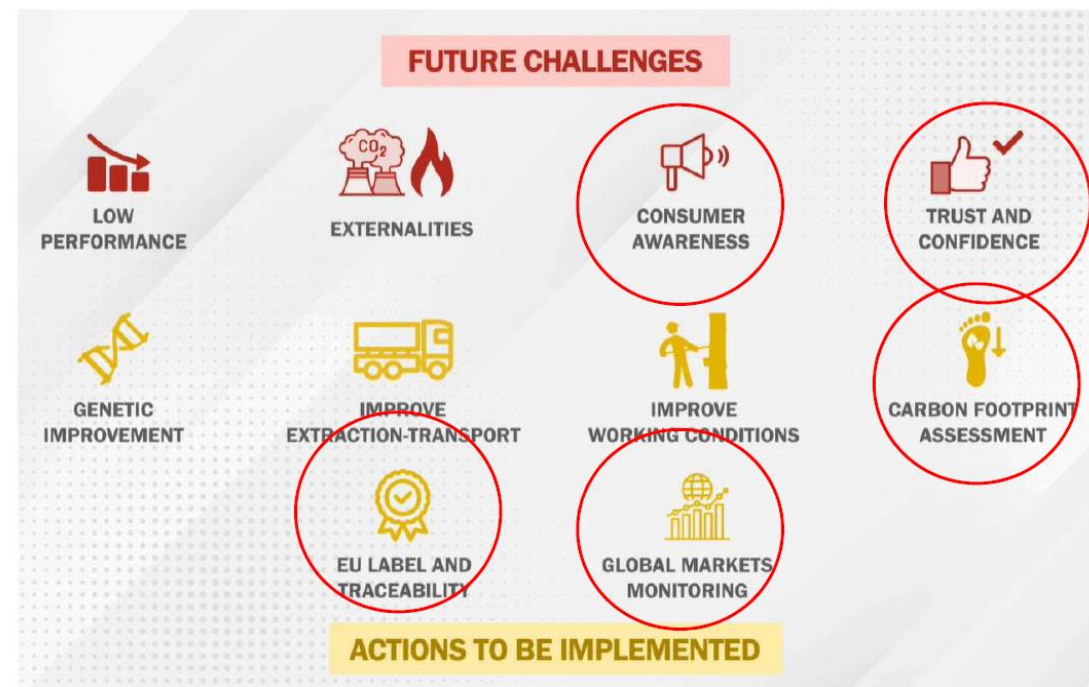 FUTURE CHALLENGES
CO2
LOW
PERFORMANCE
EXTERNALITIES
CONSUMER
AWARENESS
TRUST AND
CONFIDENCE
GENETIC
IMPROVEMENT
IMPROVE
EXTRACTION-TRANSPORT
IMPROVE
WORKING CONDITIONS
CARBON FOOTPRINT
ASSESSMENT
EU LABEL AND
TRACEABILITY
GLOBAL MARKETS
MONITORING
ACTIONS TO BE IMPLEMENTED